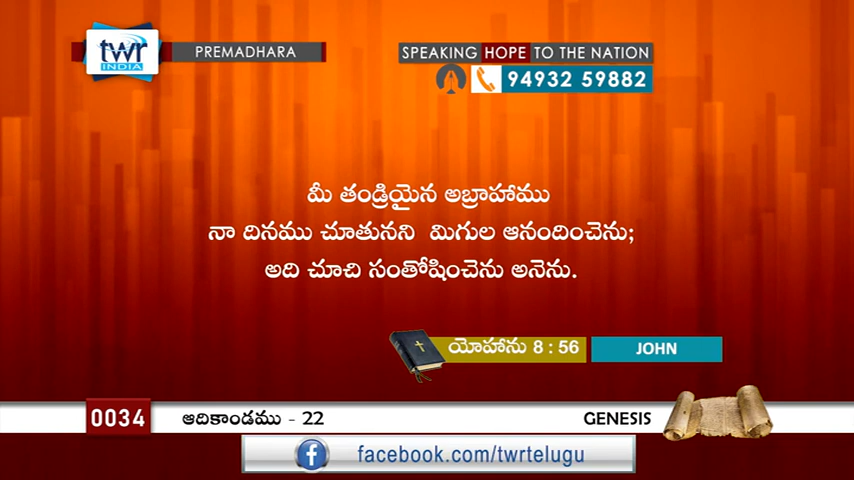 twr
INDIA
PREMADHARA
SPEAKING HOPE TO THE NATION
94932 59882
మీ తండ్రియైన అబ్రాహాము
నా దినము చూతునని మిగుల ఆనందించెను;
అది చూచి సంతోషించెను అనెను.
యోహాను 8 : 56 JOHN
0034 ఆదికాండము - 22 GENESIS
facebook.com/twrtelugu